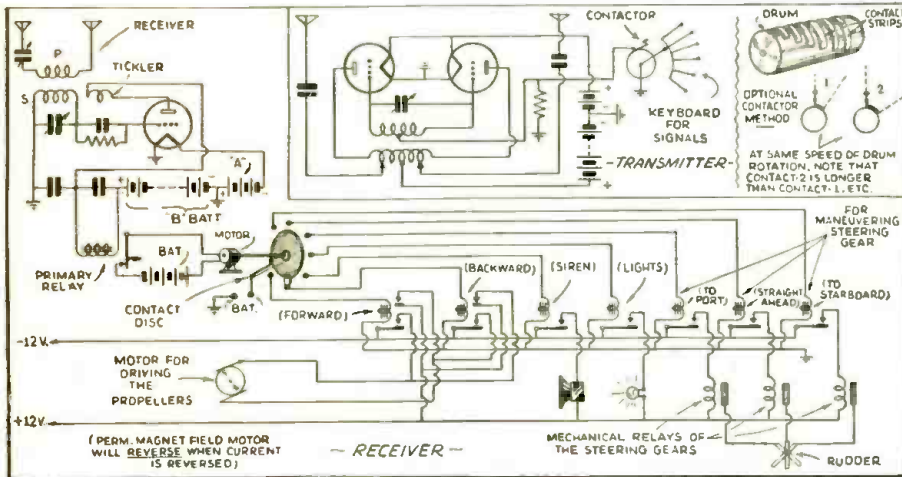 RECEIVER
P
TICKLER
S
"A"
"B" BATT
PRIMARY
RELAY
BAT.
MOTOR
CONTACT
DISC
"BAT."
CONTACTOR
KEYBOARD
FOR
SIGNALS
-TRANSMITTER-
DRUM
CONTACT
STRIPS
1
2
OPTIONAL
CONTACTOR
METHOD
AT SAME SPEED OF DRUM
ROTATION, NOTE THAT
CONTACT-2 IS LONGER
THAN CONTACT-1, ETC.
FOR
MANEUVERING
STEERING
GEAR
(FORWARD)
(BACKWARD)
(SIREN)
(LIGHTS)
(TO
PORT)
(STRAIGHT
AHEAD)
(TO
STARBOARD)
-12V.
MOTOR FOR
DRIVING
THE
PROPELLERS
+12V.
(PERM. MAGNET FIELD MOTOR
WILL REVERSE WHEN CURRENT
IS REVERSED)
- RECEIVER -
MECHANICAL RELAYS OF
THE STEERING GEARS
RUDDER